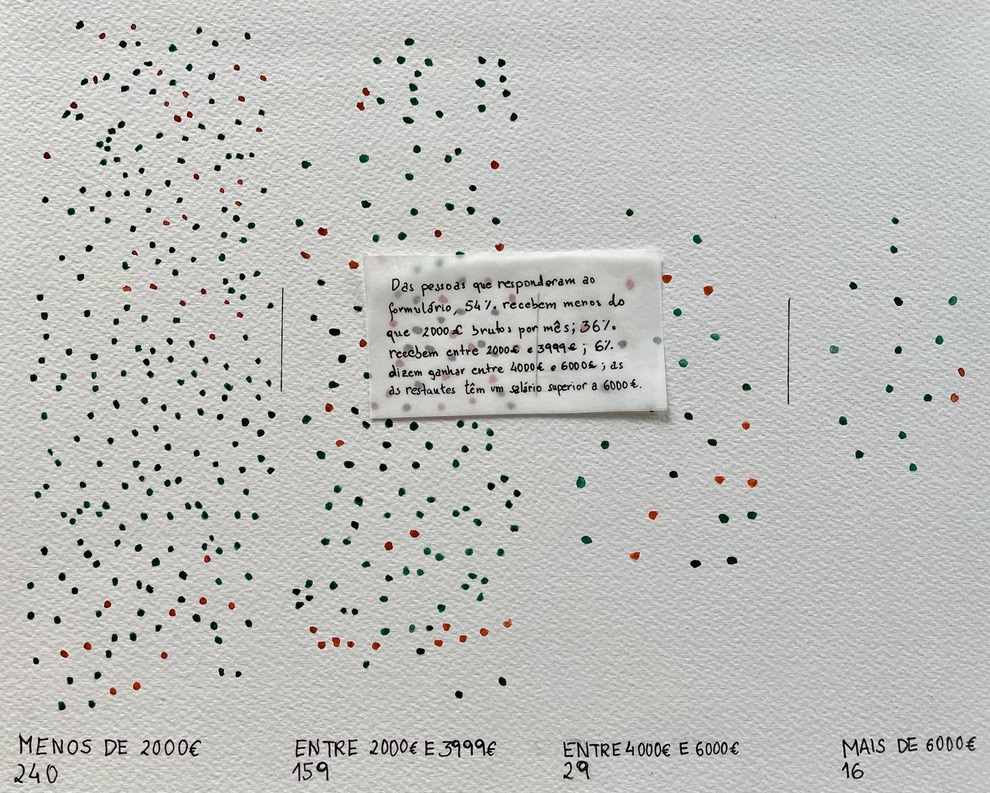 Das pessoas que responderam ao
formulário, 54%. recebem menos do
que 2000€ brutos por mês; 36%.
recebem entre 2000€ e 3999€; 6%.
dizem ganhar entre 4000€ e 6000€; as
as restautes têm um salário superior a 6000€.
MENOS DE 2000€
240
ENTRE 2000€ E 3999€
159
ENTRE 4000€ E 6000€
29
MAIS DE 6000€
16